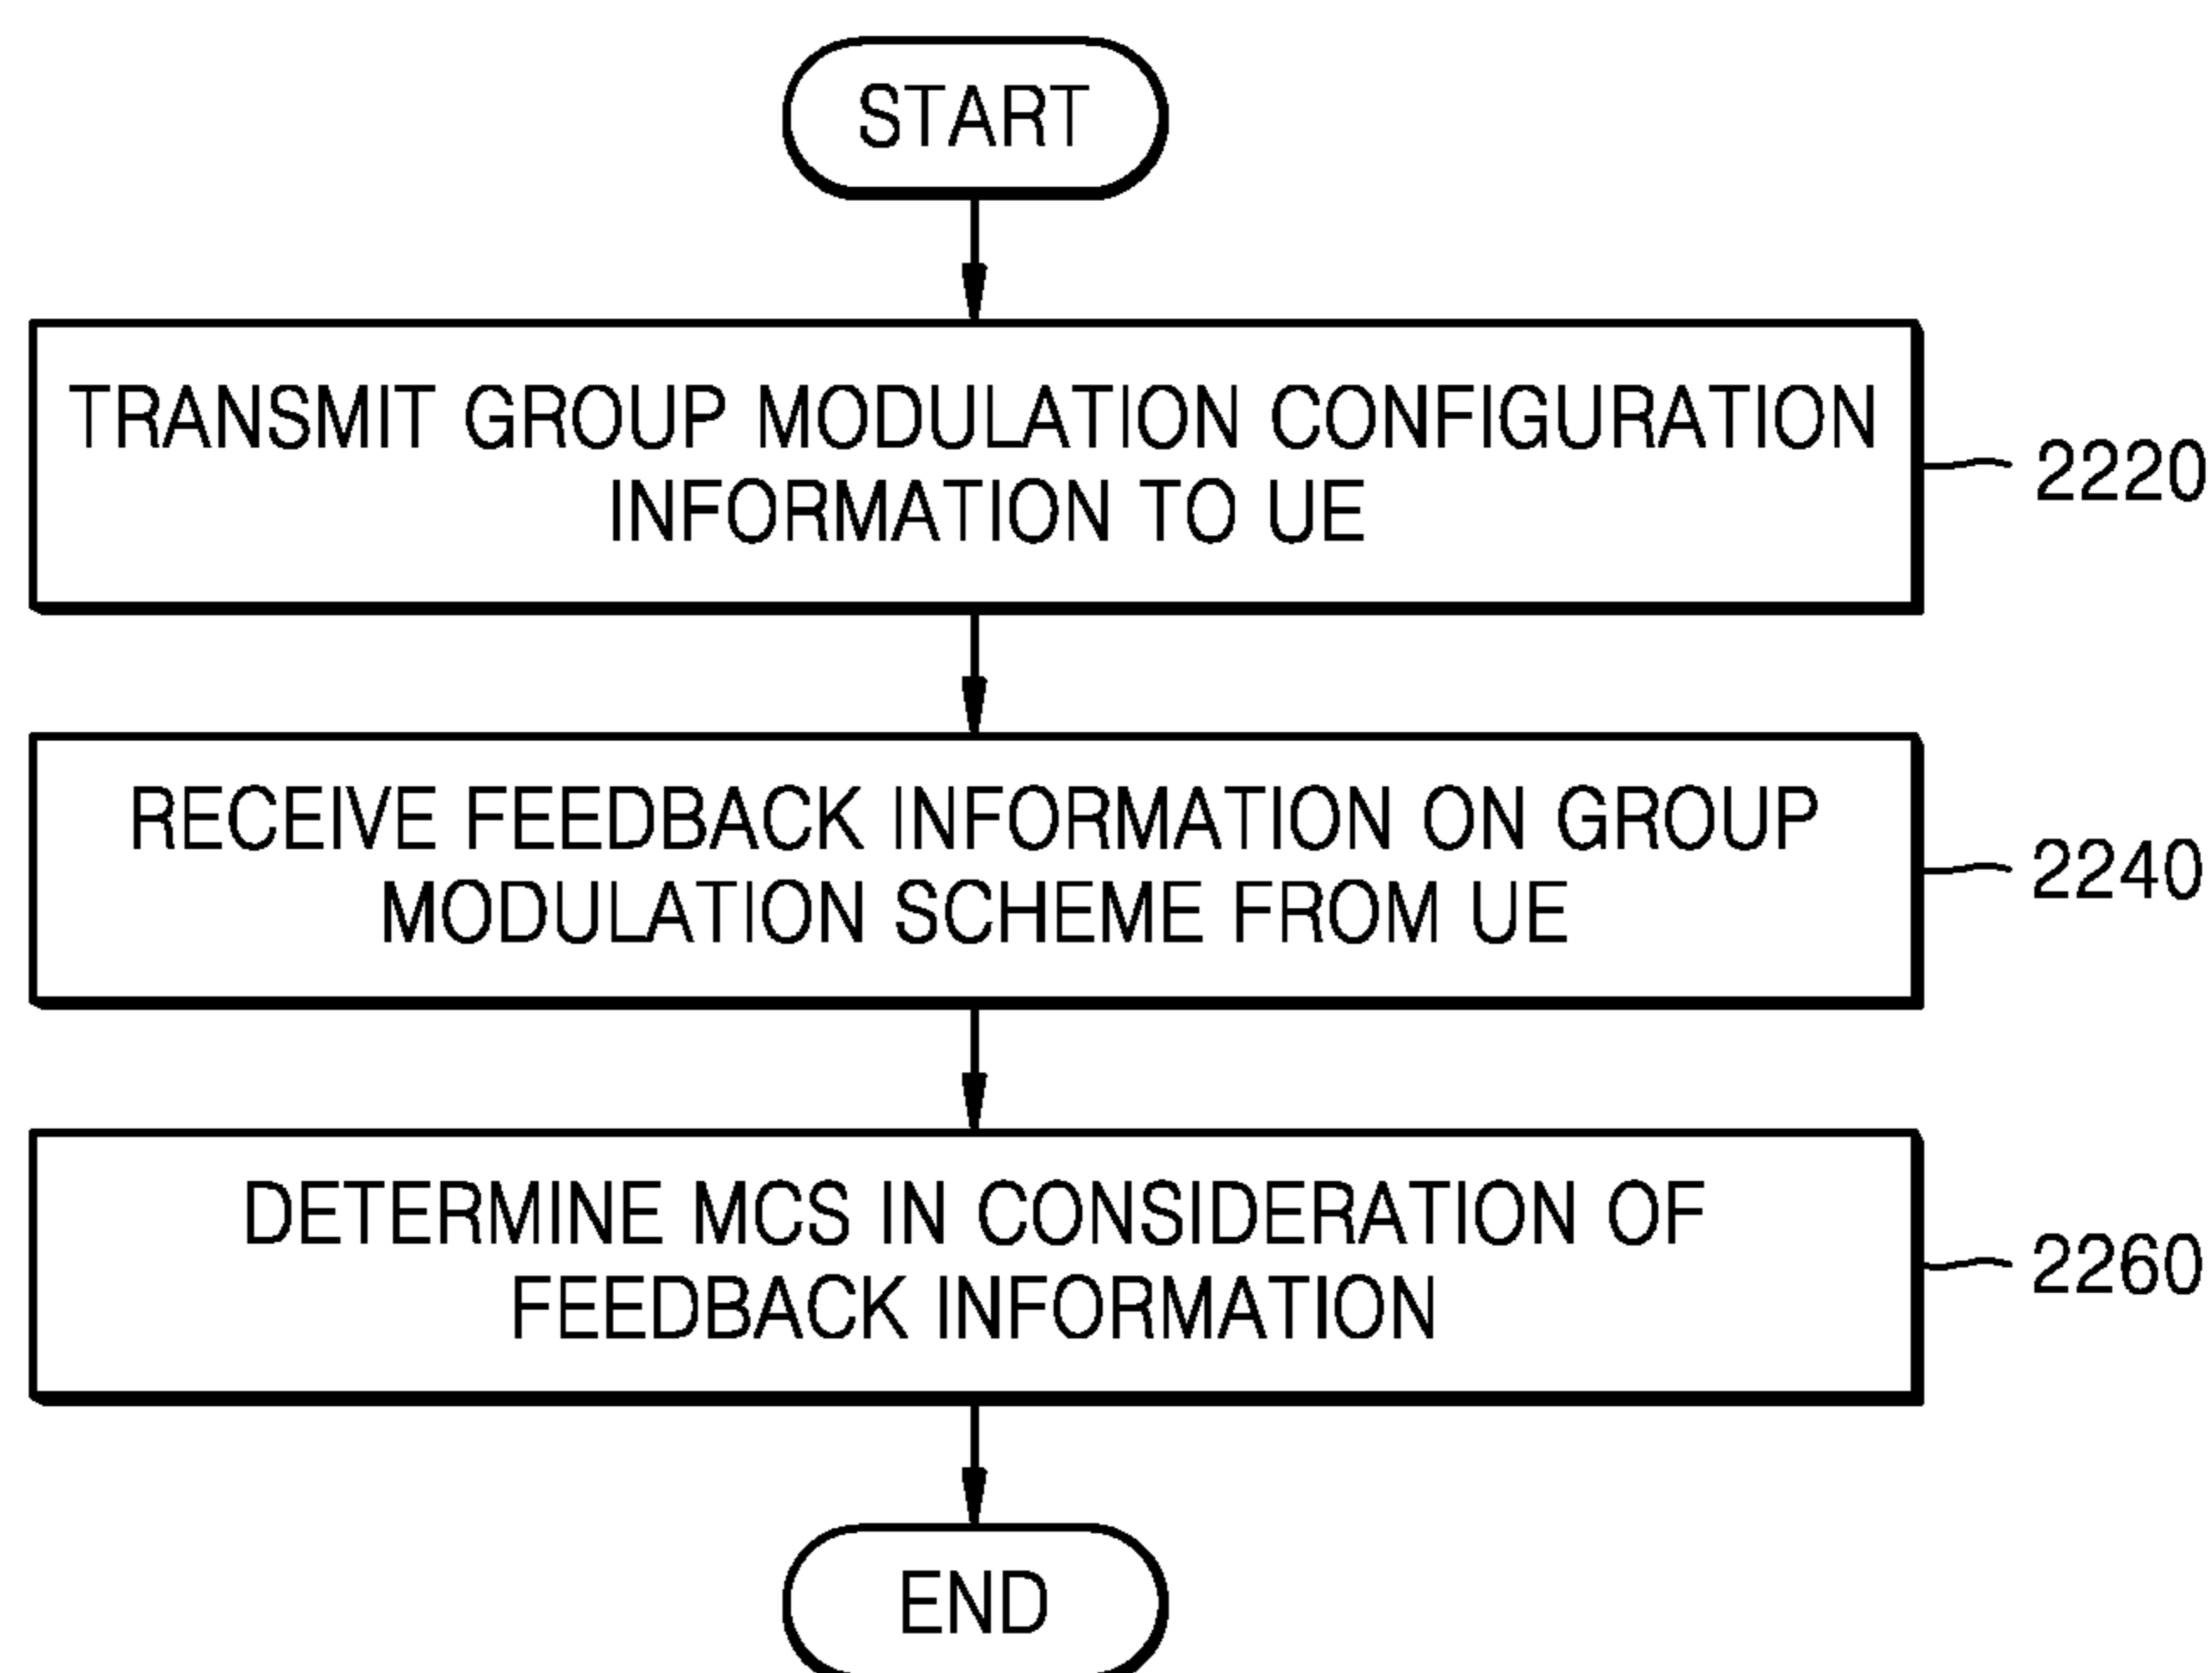 START
TRANSMIT GROUP MODULATION CONFIGURATION
INFORMATION TO UE
2220
RECEIVE FEEDBACK INFORMATION ON GROUP
MODULATION SCHEME FROM UE
2240
DETERMINE MCS IN CONSIDERATION OF
FEEDBACK INFORMATION
2260
END